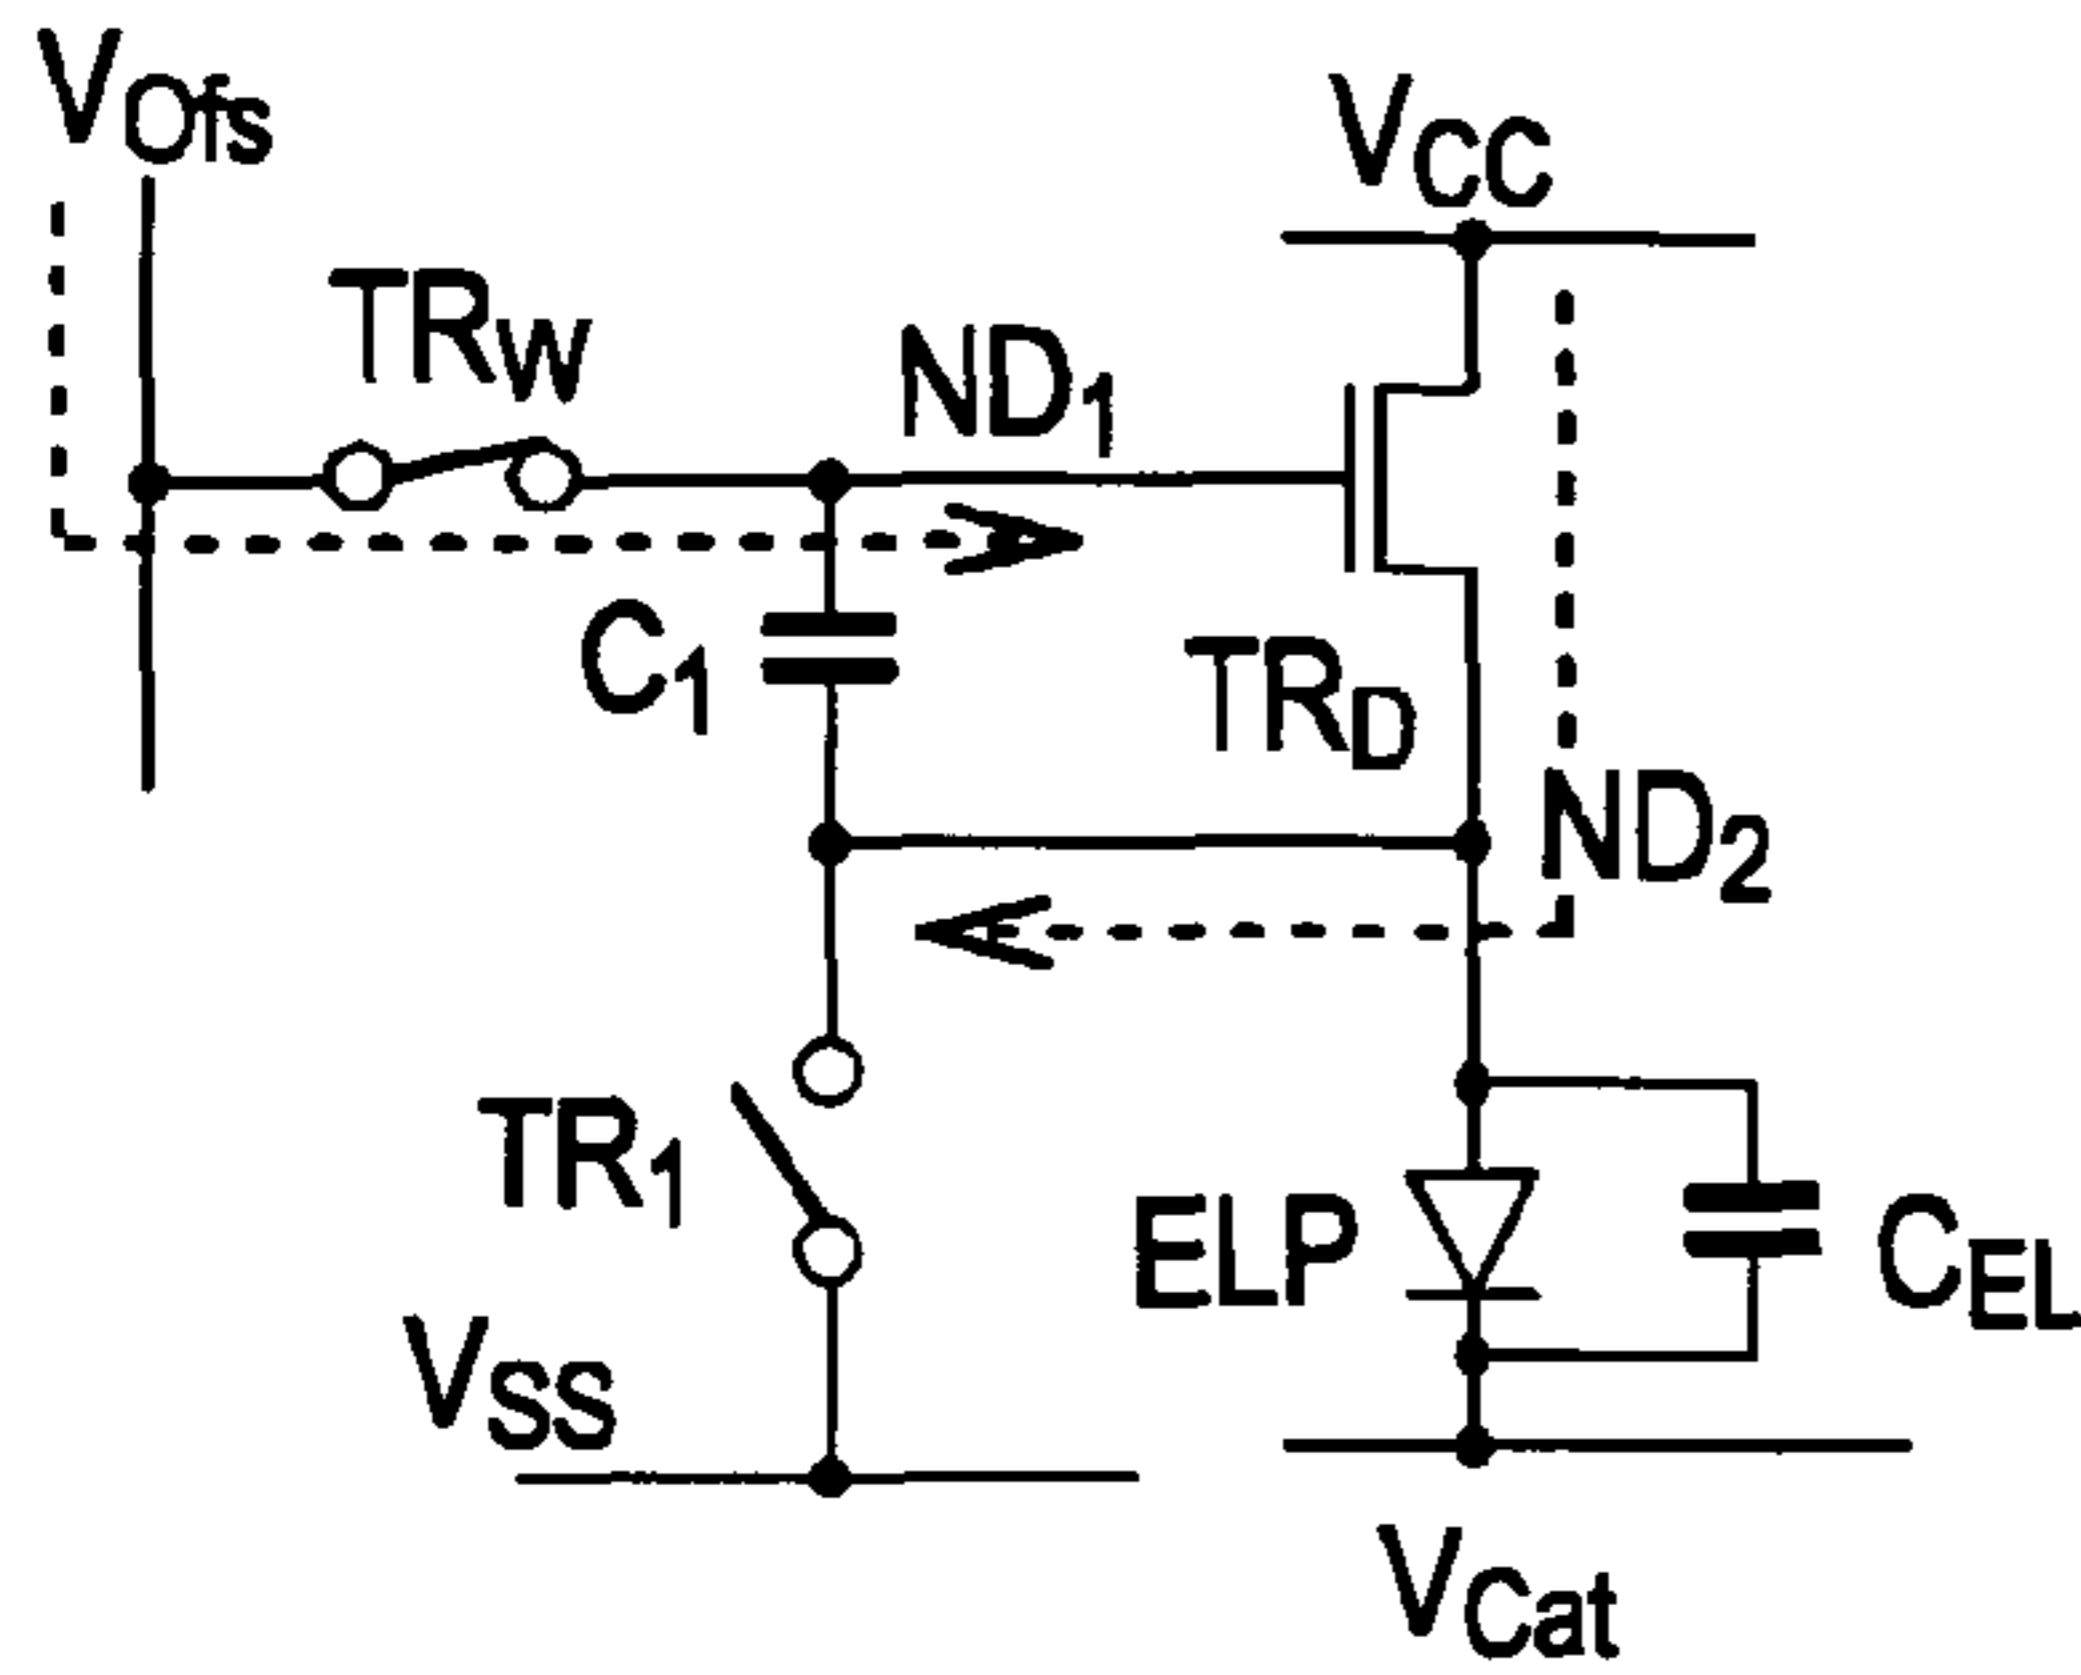 VOfs
VCC
TRW
ND1
C1
TRD
ND2
TR1
ELP
CEL
VSS
VCat